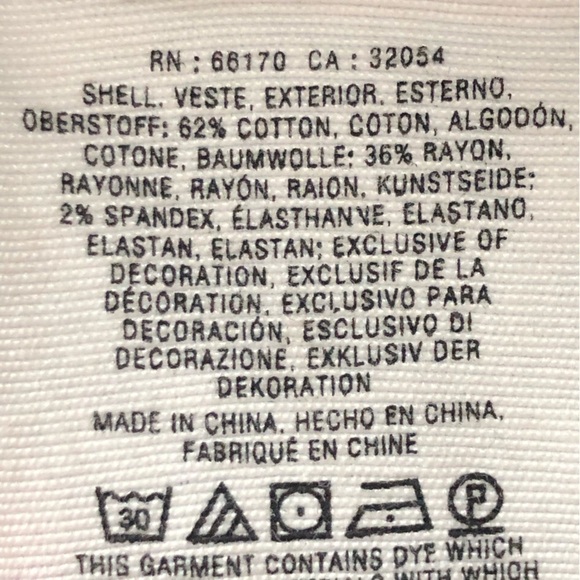 RN : 66170 CA : 32054
SHELL. VESTE, EXTERIOR. ESTERNO,
OBERSTOFF: 62% COTTON, COTON, ALGODÓN,
COTONE, BAUMWOLLE: 36% RAYON,
RAYONNE, RAYÓN, RAION, KUNSTSEIDE;
2% SPANDEX, ÉLASTHANNE, ELASTANO,
ELASTAN, ELASTAN; EXCLUSIVE OF
DECORATION, EXCLUSIF DE LA
DÉCORATION, EXCLUSIVO PARA
DECORACIÓN, ESCLUSIVO DI
DECORAZIONE, EXKLUSIV DER
DEKORATION
MADE IN CHINA. HECHO EN CHINA.
FABRIQUÉ EN CHINE
30 P
THIS GARMENT CONTAINS DYE WHICH
WITH WHICH